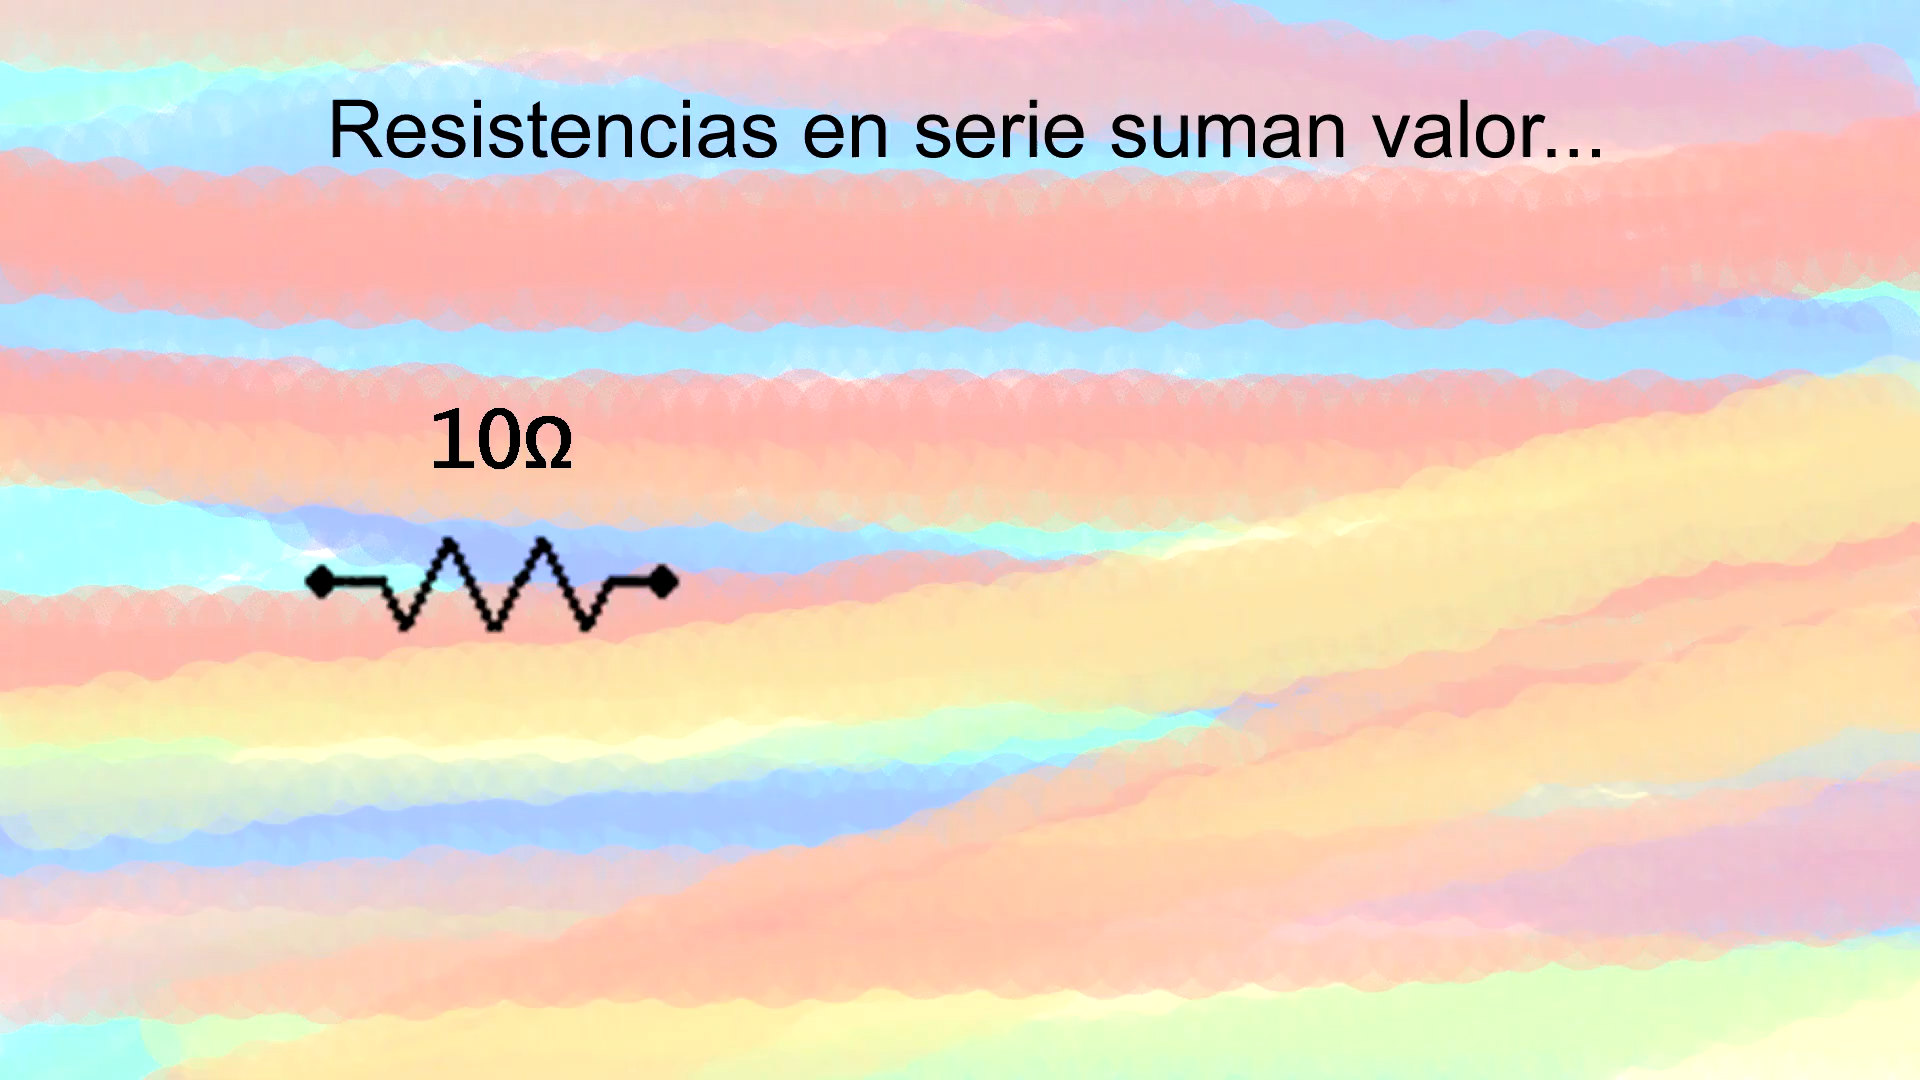 Resistencias en serie suman valor...
10Ω